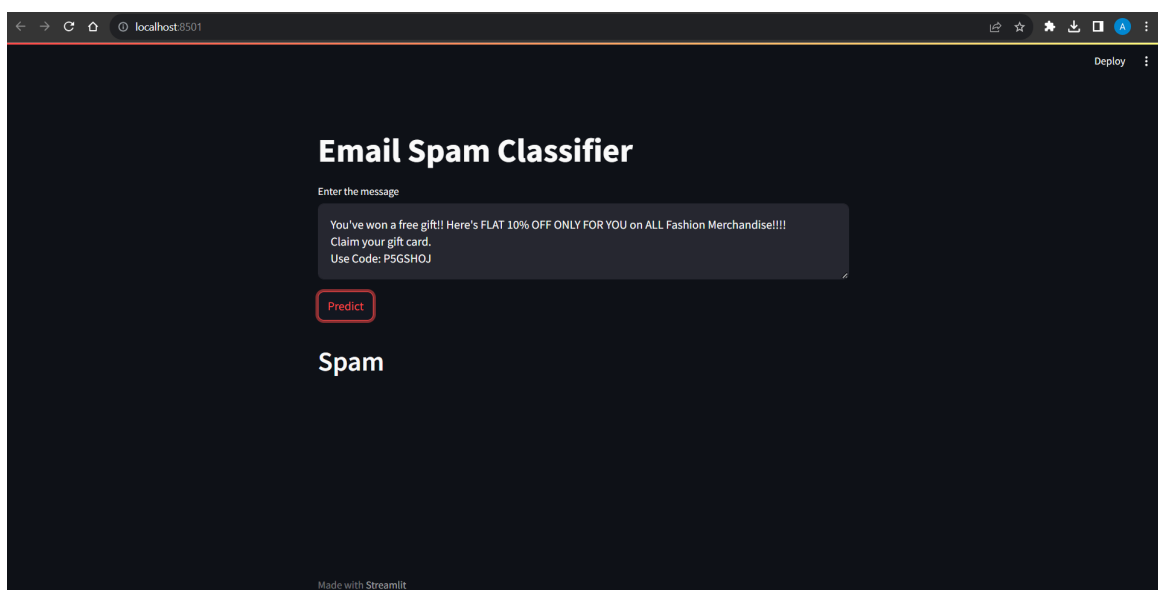 localhost:8501
A
Deploy
Email Spam Classifier
Enter the message
You've won a free gift!! Here's FLAT 10% OFF ONLY FOR YOU on ALL Fashion Merchandise!!!!
Claim your gift card.
Use Code: P5GSHOJ
Predict
Spam
Made with Streamlit